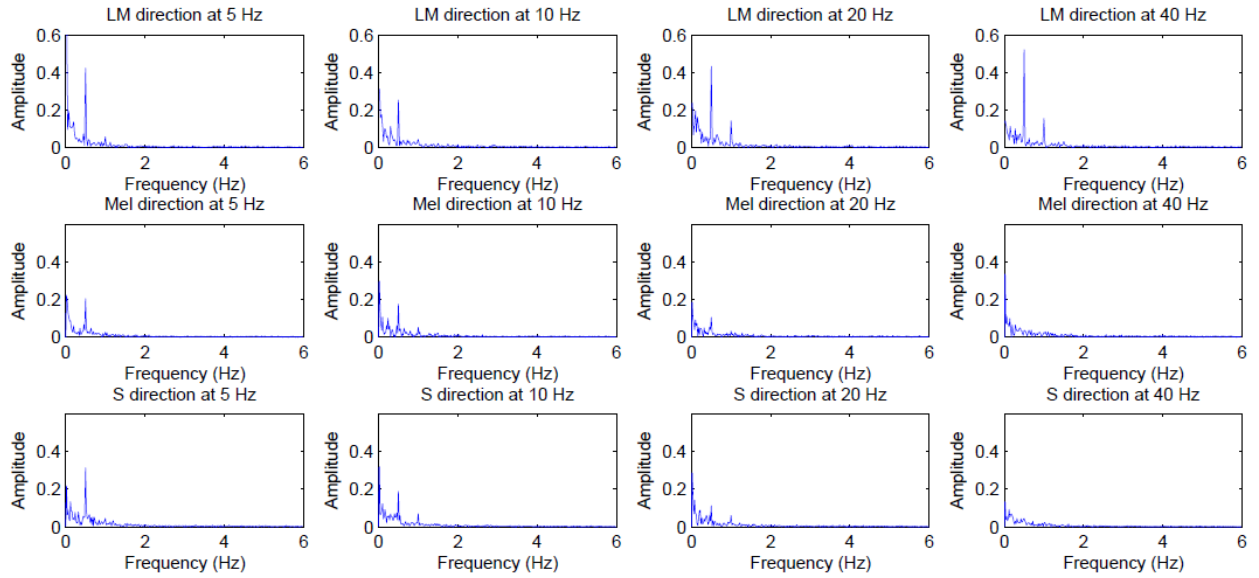 LM direction at 5 Hz LM direction at 10 Hz LM direction at 20 Hz LM direction at 40 Hz
0.6 0.6 0.6 0.6
0.4 0.4 0.4 0.4
0.2 0.2 0.2 0.2
0 0 0 0
Amplitude Amplitude Amplitude Amplitude
0 2 4 6 0 2 4 6 0 2 4 6 0 2 4 6
Frequency (Hz) Frequency (Hz) Frequency (Hz) Frequency (Hz)
Mel direction at 5 Hz Mel direction at 10 Hz Mel direction at 20 Hz Mel direction at 40 Hz
0.4 0.4 0.4 0.4
0.2 0.2 0.2 0.2
0 0 0 0
Amplitude Amplitude Amplitude Amplitude
0 2 4 6 0 2 4 6 0 2 4 6 0 2 4 6
Frequency (Hz) Frequency (Hz) Frequency (Hz) Frequency (Hz)
S direction at 5 Hz S direction at 10 Hz S direction at 20 Hz S direction at 40 Hz
0.4 0.4 0.4 0.4
0.2 0.2 0.2 0.2
0 0 0 0
Amplitude Amplitude Amplitude Amplitude
0 2 4 6 0 2 4 6 0 2 4 6 0 2 4 6
Frequency (Hz) Frequency (Hz) Frequency (Hz) Frequency (Hz)